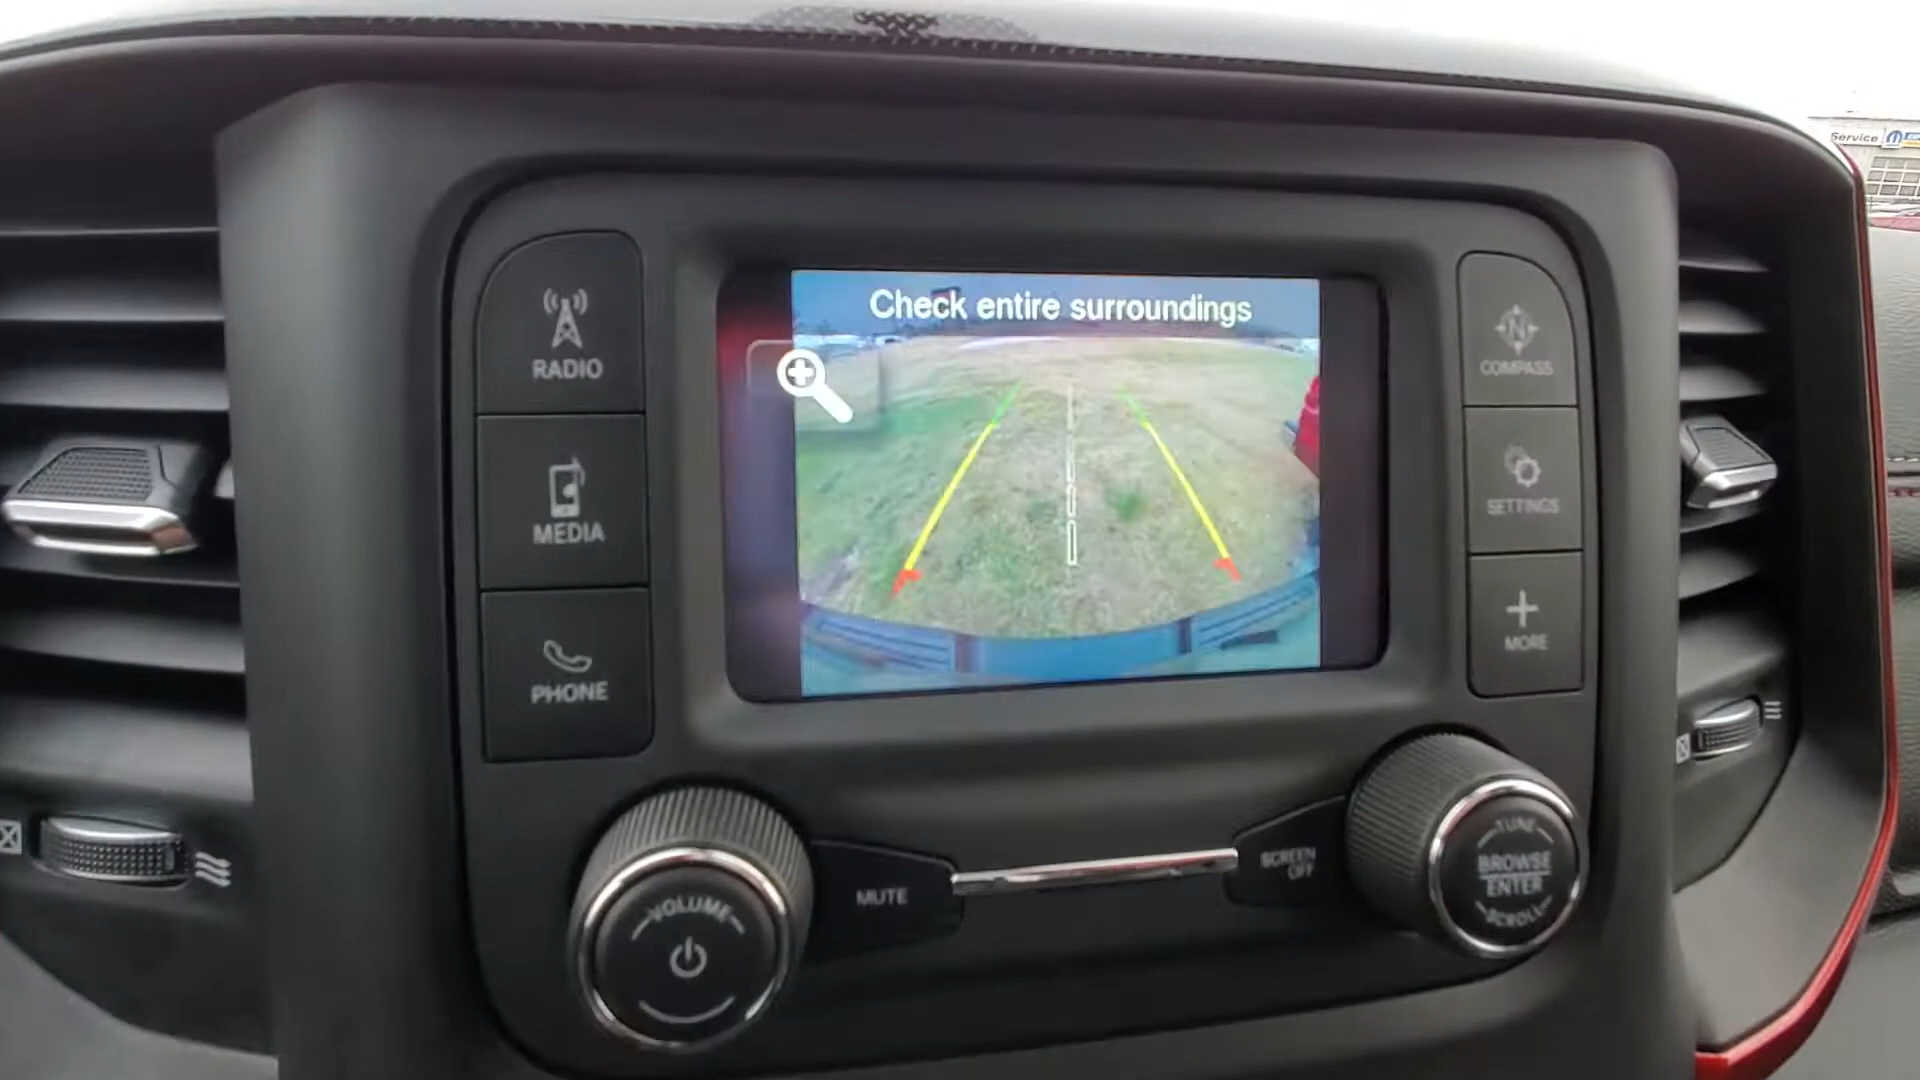 Service
Check entire surroundings
RADIO
N
COMPASS
MEDIA
SETTINGS
PHONE
MORE
VOLUME
MUTE
SCREEN
OFF
TUNE
BROWSE
ENTER
SCROLL